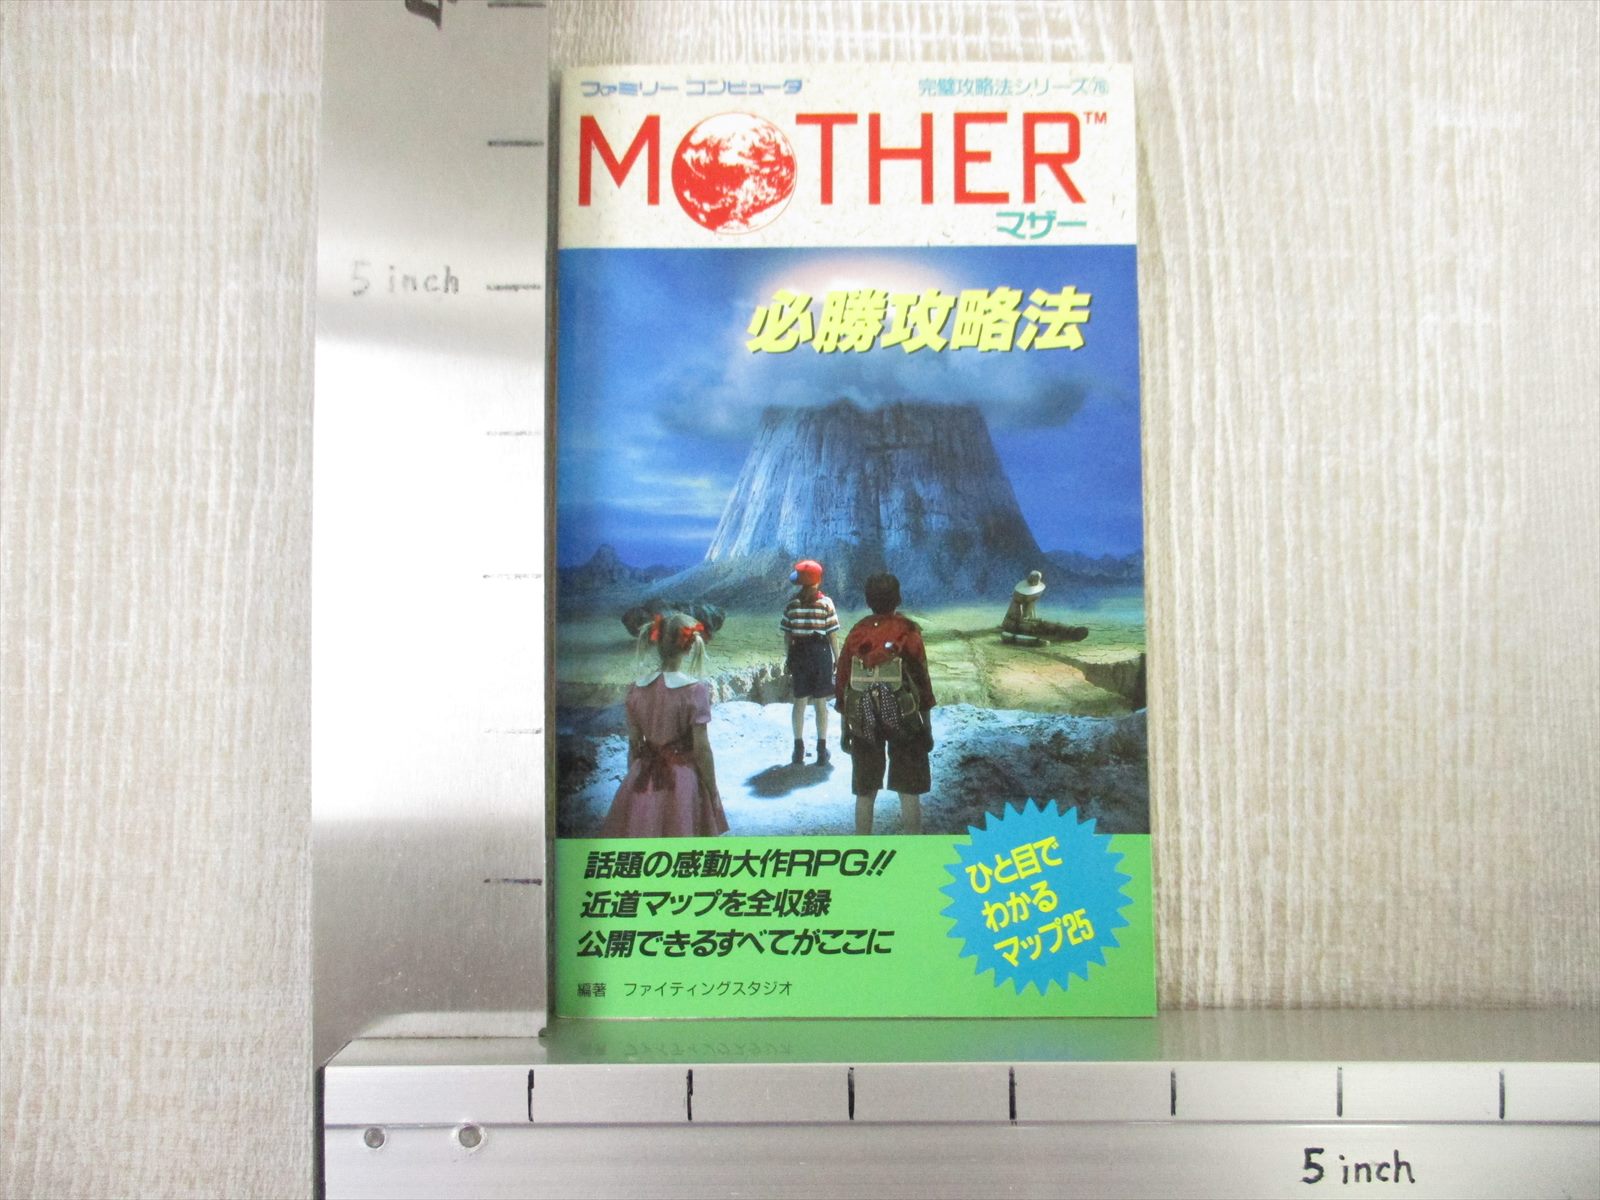 ファミリーコンピュータ
完璧攻略法シリーズ76
MOTHER™
マザー
5 inch
必勝攻略法
話題の感動大作RPG!!
近道マップを全収録
公開できるすべてがここに
編著 ファイティングスタジオ
ひと目で
わかる
マップ25
5 inch